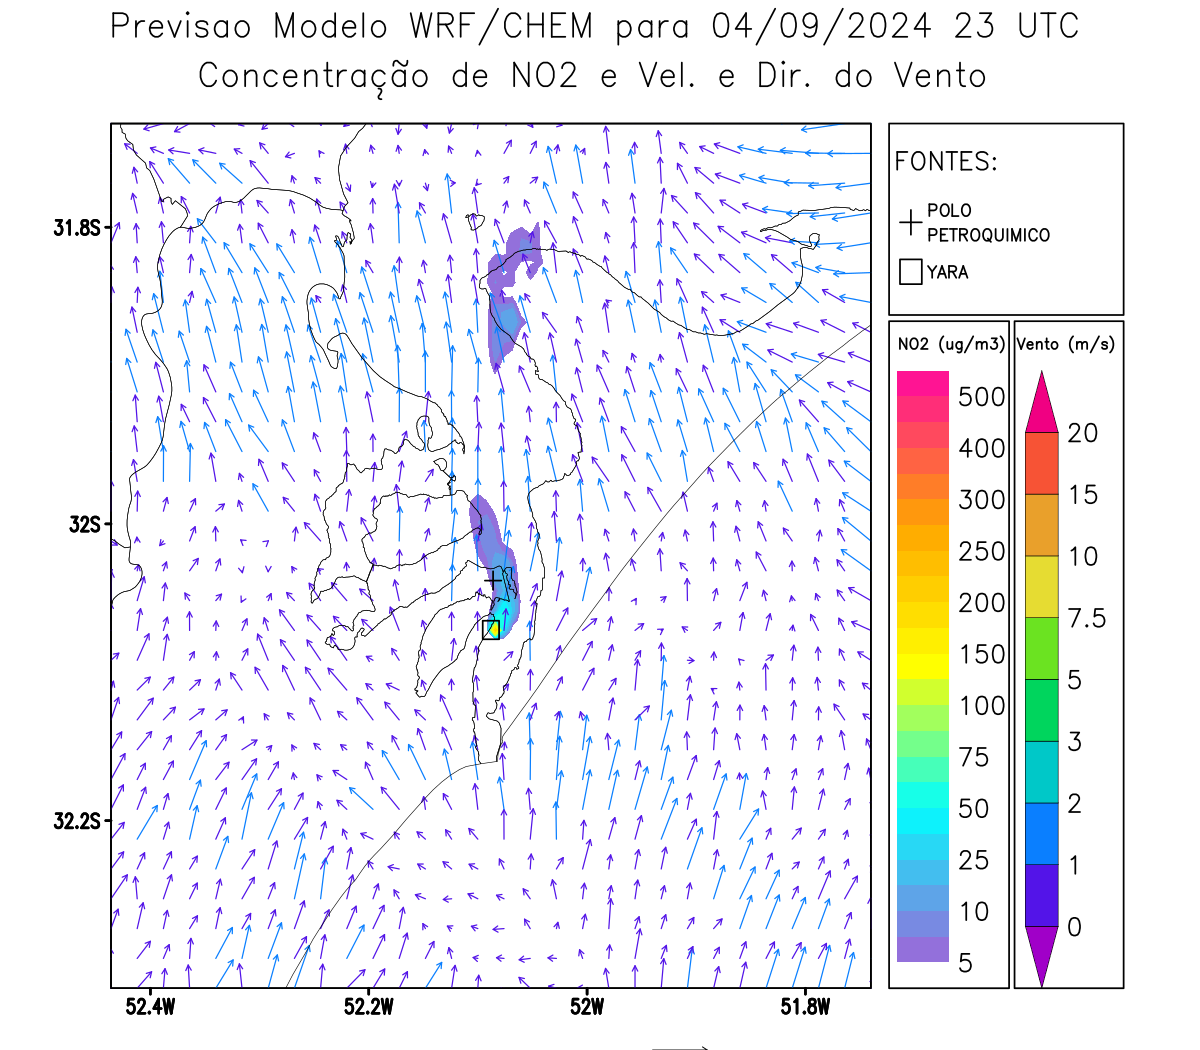 Previsao Modelo WRF/CHEM para 04/09/2024 23 UTC
Concentração de NO2 e Vel. e Dir. do Vento
FONTES:
POLO
PETROQUIMICO
YARA
NO2 (ug/m3)
500
400
300
250
200
150
100
75
50
25
10
5
Vento (m/s)
20
15
10
7.5
5
3
2
1
0
31.8S
32S
32.2S
52.4W
52.2W
52W
51.8W